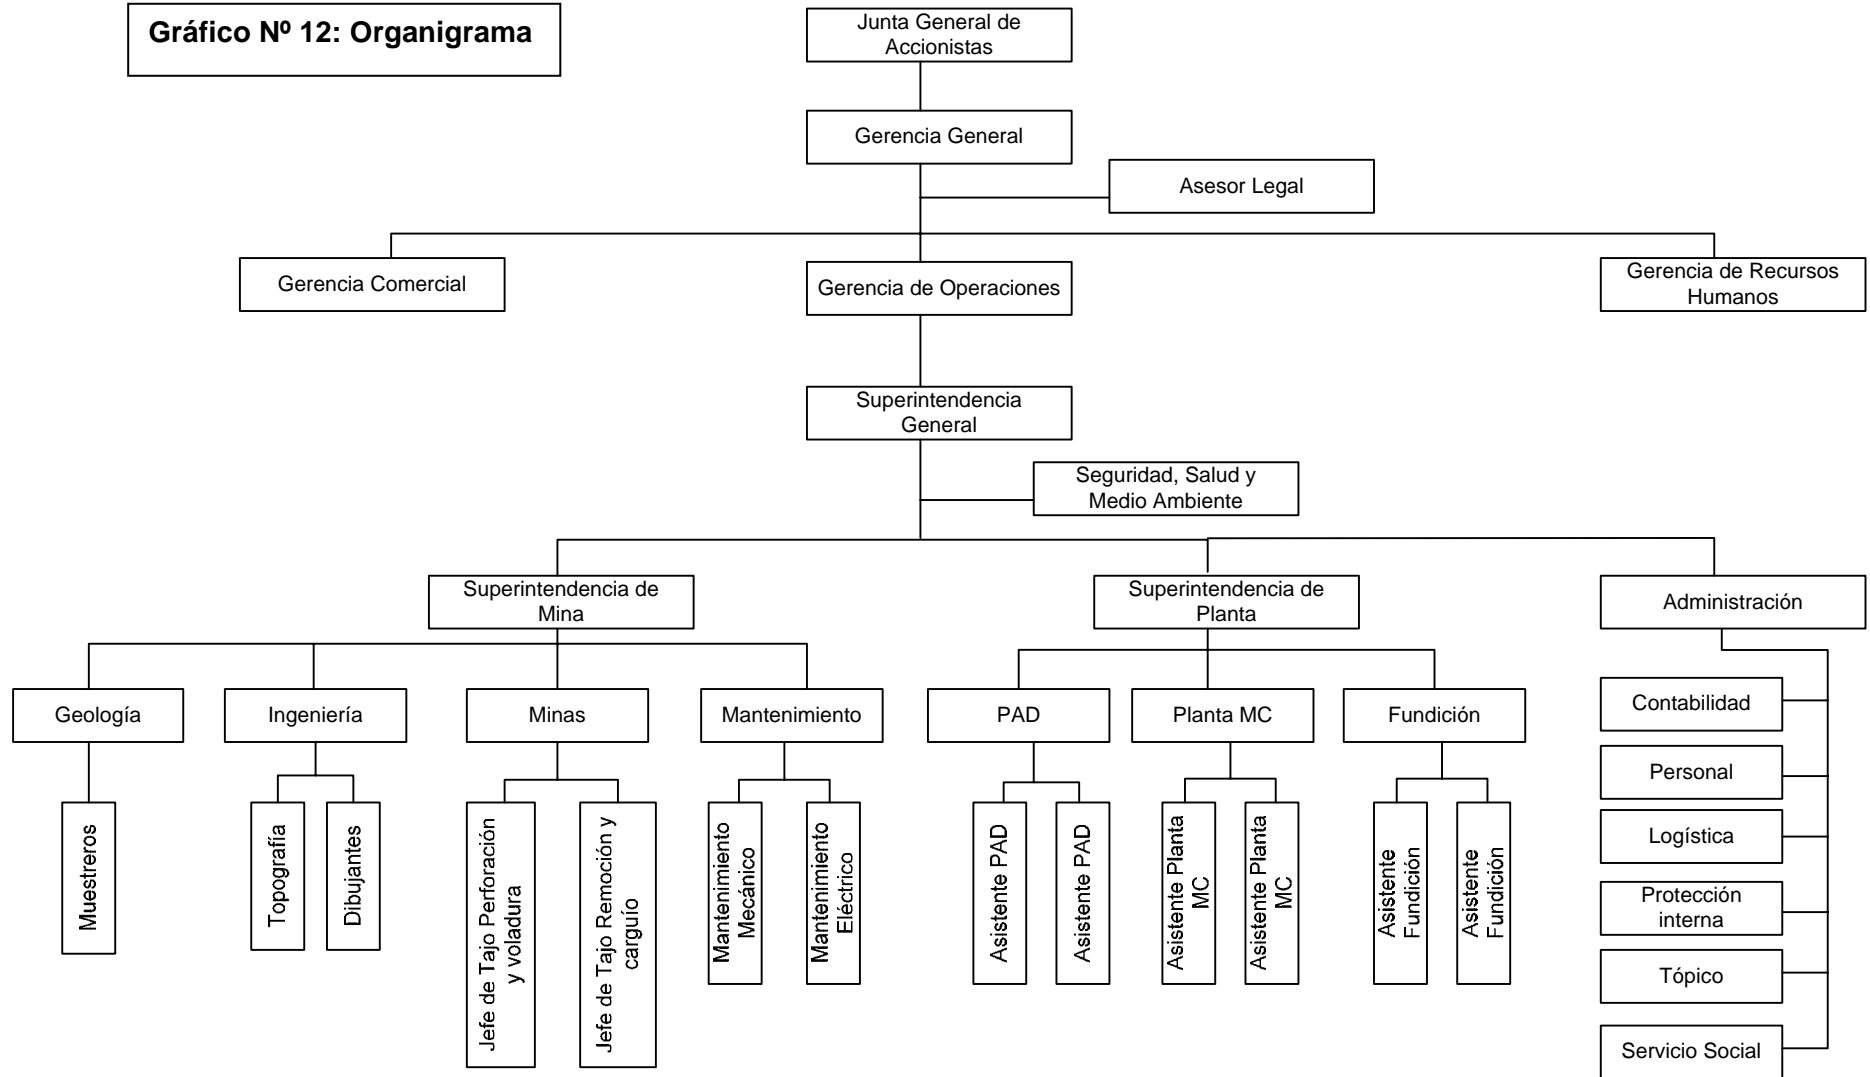 Gráfico Nº 12: Organigrama
Junta General de
Accionistas
Gerencia General
Asesor Legal
Gerencia Comercial
Gerencia de Operaciones
Gerencia de Recursos
Humanos
Superintendencia
General
Seguridad, Salud y
Medio Ambiente
Superintendencia de
Mina
Superintendencia de
Planta
Administración
Geología
Ingeniería
Minas
Mantenimiento
PAD
Planta MC
Fundición
Muestreros
Topografía
Dibujantes
Jefe de Tajo Perforación
y voladura
Jefe de Tajo Remoción y
carguío
Mantenimiento
Mecánico
Mantenimiento
Eléctrico
Asistente PAD
Asistente PAD
Asistente Planta
MC
Asistente Planta
MC
Asistente
Fundición
Asistente
Fundición
Contabilidad
Personal
Logística
Protección
interna
Tópico
Servicio Social